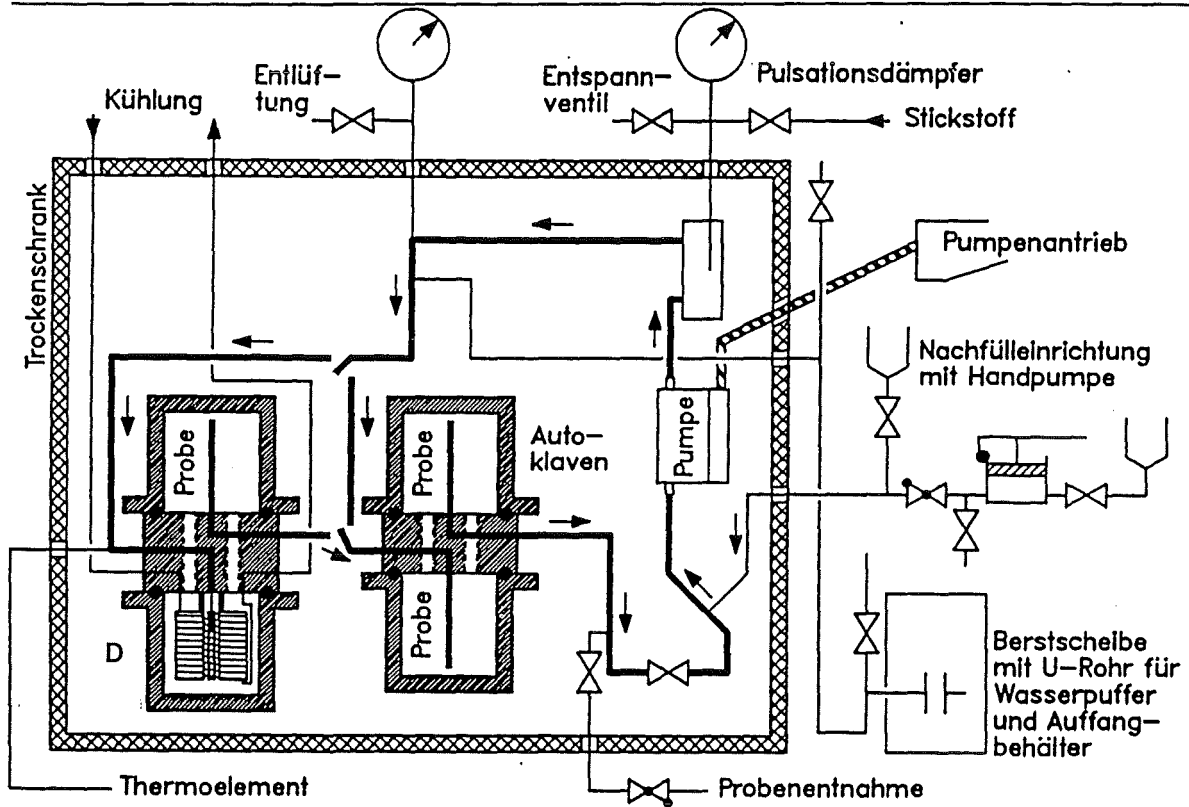 Entlüf-
tung
Entspann-
ventil
Pulsationsdämpfer
Stickstoff
Kühlung
Trockenschrank
Pumpenantrieb
Nachfülleinrichtung
mit Handpumpe
Probe
Probe
Auto-
klaven
Pumpe
Probe
D
Berstscheibe
mit U-Rohr für
Wasserpuffer
und Auffang-
behälter
Thermoelement
Probenentnahme